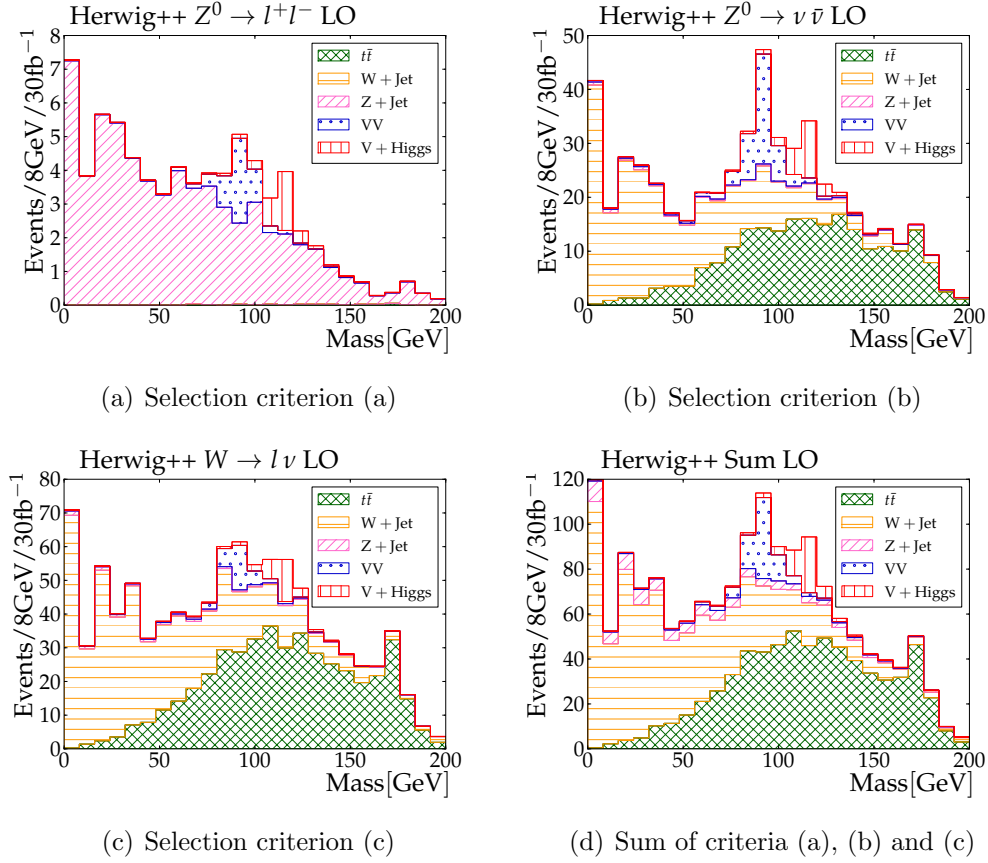 Herwig++ Z⁰ → l⁺l⁻ LO
8
7
6
5
4
3
2
1
0
Events/8GeV/30fb⁻¹
tt̄
W + Jet
Z + Jet
VV
V + Higgs
0 50 100 150 200
Mass[GeV]
(a) Selection criterion (a)
Herwig++ Z⁰ → ν ν̄ LO
50
40
30
20
10
0
Events/8GeV/30fb⁻¹
tt̄
W + Jet
Z + Jet
VV
V + Higgs
0 50 100 150 200
Mass[GeV]
(b) Selection criterion (b)
Herwig++ W → l ν LO
80
70
60
50
40
30
20
10
0
Events/8GeV/30fb⁻¹
tt̄
W + Jet
Z + Jet
VV
V + Higgs
0 50 100 150 200
Mass[GeV]
(c) Selection criterion (c)
Herwig++ Sum LO
120
100
80
60
40
20
0
Events/8GeV/30fb⁻¹
tt̄
W + Jet
Z + Jet
VV
V + Higgs
0 50 100 150 200
Mass[GeV]
(d) Sum of criteria (a), (b) and (c)